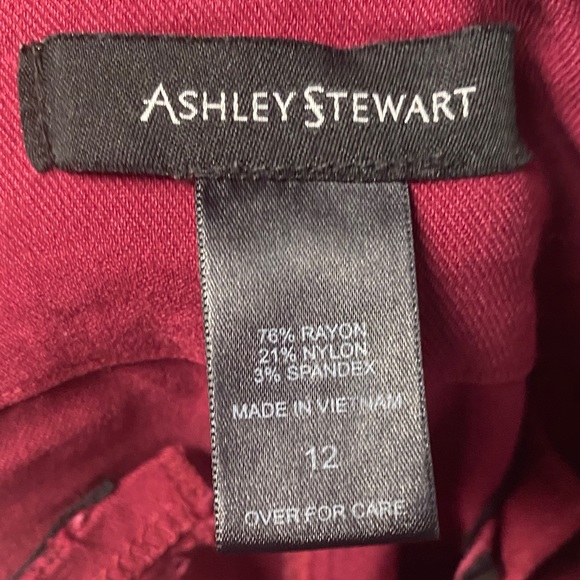 ASHLEY STEWART
76% RAYON
21% NYLON
3% SPANDEX
MADE IN VIETNAM
12
OVER FOR CARE